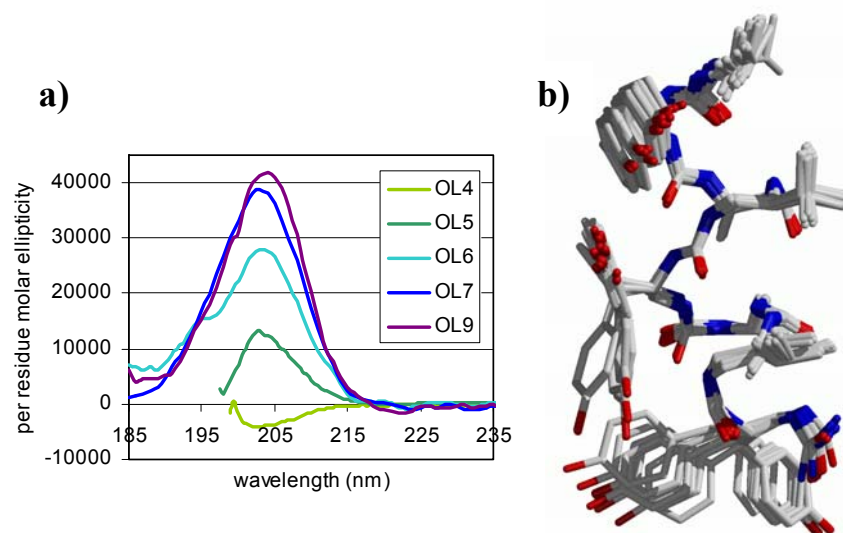 a)
b)
per residue molar ellipticity
40000
30000
20000
10000
0
-10000
185 195 205 215 225 235
wavelength (nm)
OL4
OL5
OL6
OL7
OL9